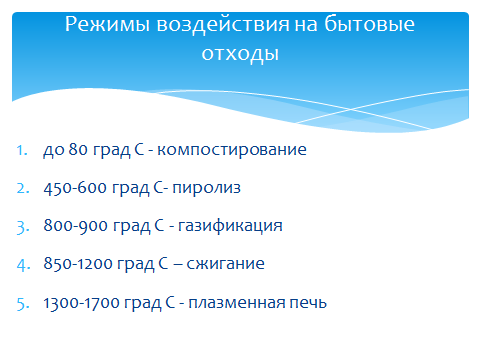 Режимы воздействия на бытовые
отходы
1. до 80 град С - компостирование
2. 450-600 град С- пиролиз
3. 800-900 град С - газификация
4. 850-1200 град С – сжигание
5. 1300-1700 град С - плазменная печь